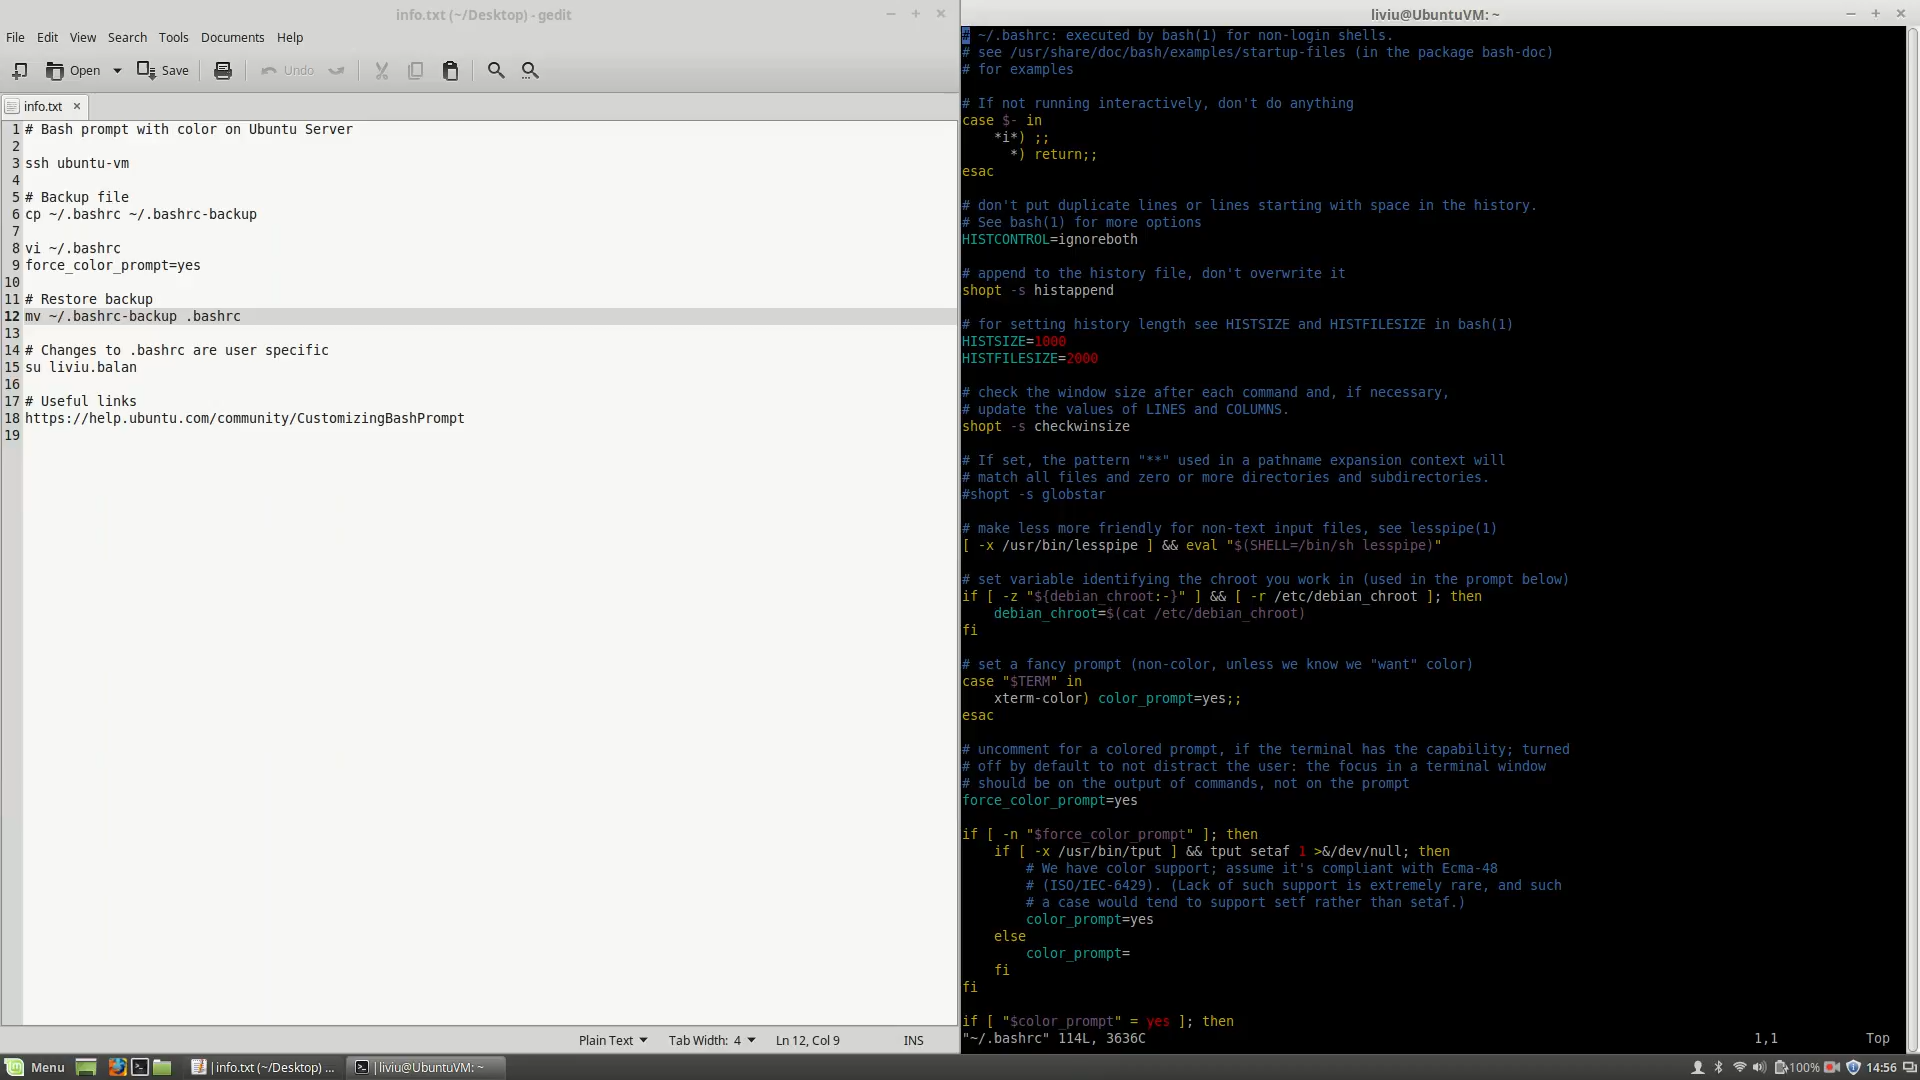 info.txt (~/Desktop) - gedit
File Edit View Search Tools Documents Help
Open Save Undo
info.txt
1 # Bash prompt with color on Ubuntu Server
2
3 ssh ubuntu-vm
4
5 # Backup file
6 cp ~/.bashrc ~/.bashrc-backup
7
8 vi ~/.bashrc
9 force_color_prompt=yes
10
11 # Restore backup
12 mv ~/.bashrc-backup .bashrc
13
14 # Changes to .bashrc are user specific
15 su liviu.balan
16
17 # Useful links
18 https://help.ubuntu.com/community/CustomizingBashPrompt
19
Plain Text Tab Width: 4 Ln 12, Col 9 INS
liviu@UbuntuVM: ~
# ~/.bashrc: executed by bash(1) for non-login shells.
# see /usr/share/doc/bash/examples/startup-files (in the package bash-doc)
# for examples
# If not running interactively, don't do anything
case $- in
*i*) ;;
*) return;;
esac
# don't put duplicate lines or lines starting with space in the history.
# See bash(1) for more options
HISTCONTROL=ignoreboth
# append to the history file, don't overwrite it
shopt -s histappend
# for setting history length see HISTSIZE and HISTFILESIZE in bash(1)
HISTSIZE=1000
HISTFILESIZE=2000
# check the window size after each command and, if necessary,
# update the values of LINES and COLUMNS.
shopt -s checkwinsize
# If set, the pattern "**" used in a pathname expansion context will
# match all files and zero or more directories and subdirectories.
#shopt -s globstar
# make less more friendly for non-text input files, see lesspipe(1)
[ -x /usr/bin/lesspipe ] && eval "$(SHELL=/bin/sh lesspipe)"
# set variable identifying the chroot you work in (used in the prompt below)
if [ -z "${debian_chroot:-}" ] && [ -r /etc/debian_chroot ]; then
debian_chroot=$(cat /etc/debian_chroot)
fi
# set a fancy prompt (non-color, unless we know we "want" color)
case "$TERM" in
xterm-color) color_prompt=yes;;
esac
# uncomment for a colored prompt, if the terminal has the capability; turned
# off by default to not distract the user: the focus in a terminal window
# should be on the output of commands, not on the prompt
force_color_prompt=yes
if [ -n "$force_color_prompt" ]; then
if [ -x /usr/bin/tput ] && tput setaf 1 >&/dev/null; then
# We have color support; assume it's compliant with Ecma-48
# (ISO/IEC-6429). (Lack of such support is extremely rare, and such
# a case would tend to support setf rather than setaf.)
color_prompt=yes
else
color_prompt=
fi
fi
if [ "$color_prompt" = yes ]; then
"~/.bashrc" 114L, 3636C 1,1 Top
Menu info.txt (~/Desktop) ... liviu@UbuntuVM: ~ 100% 14:56